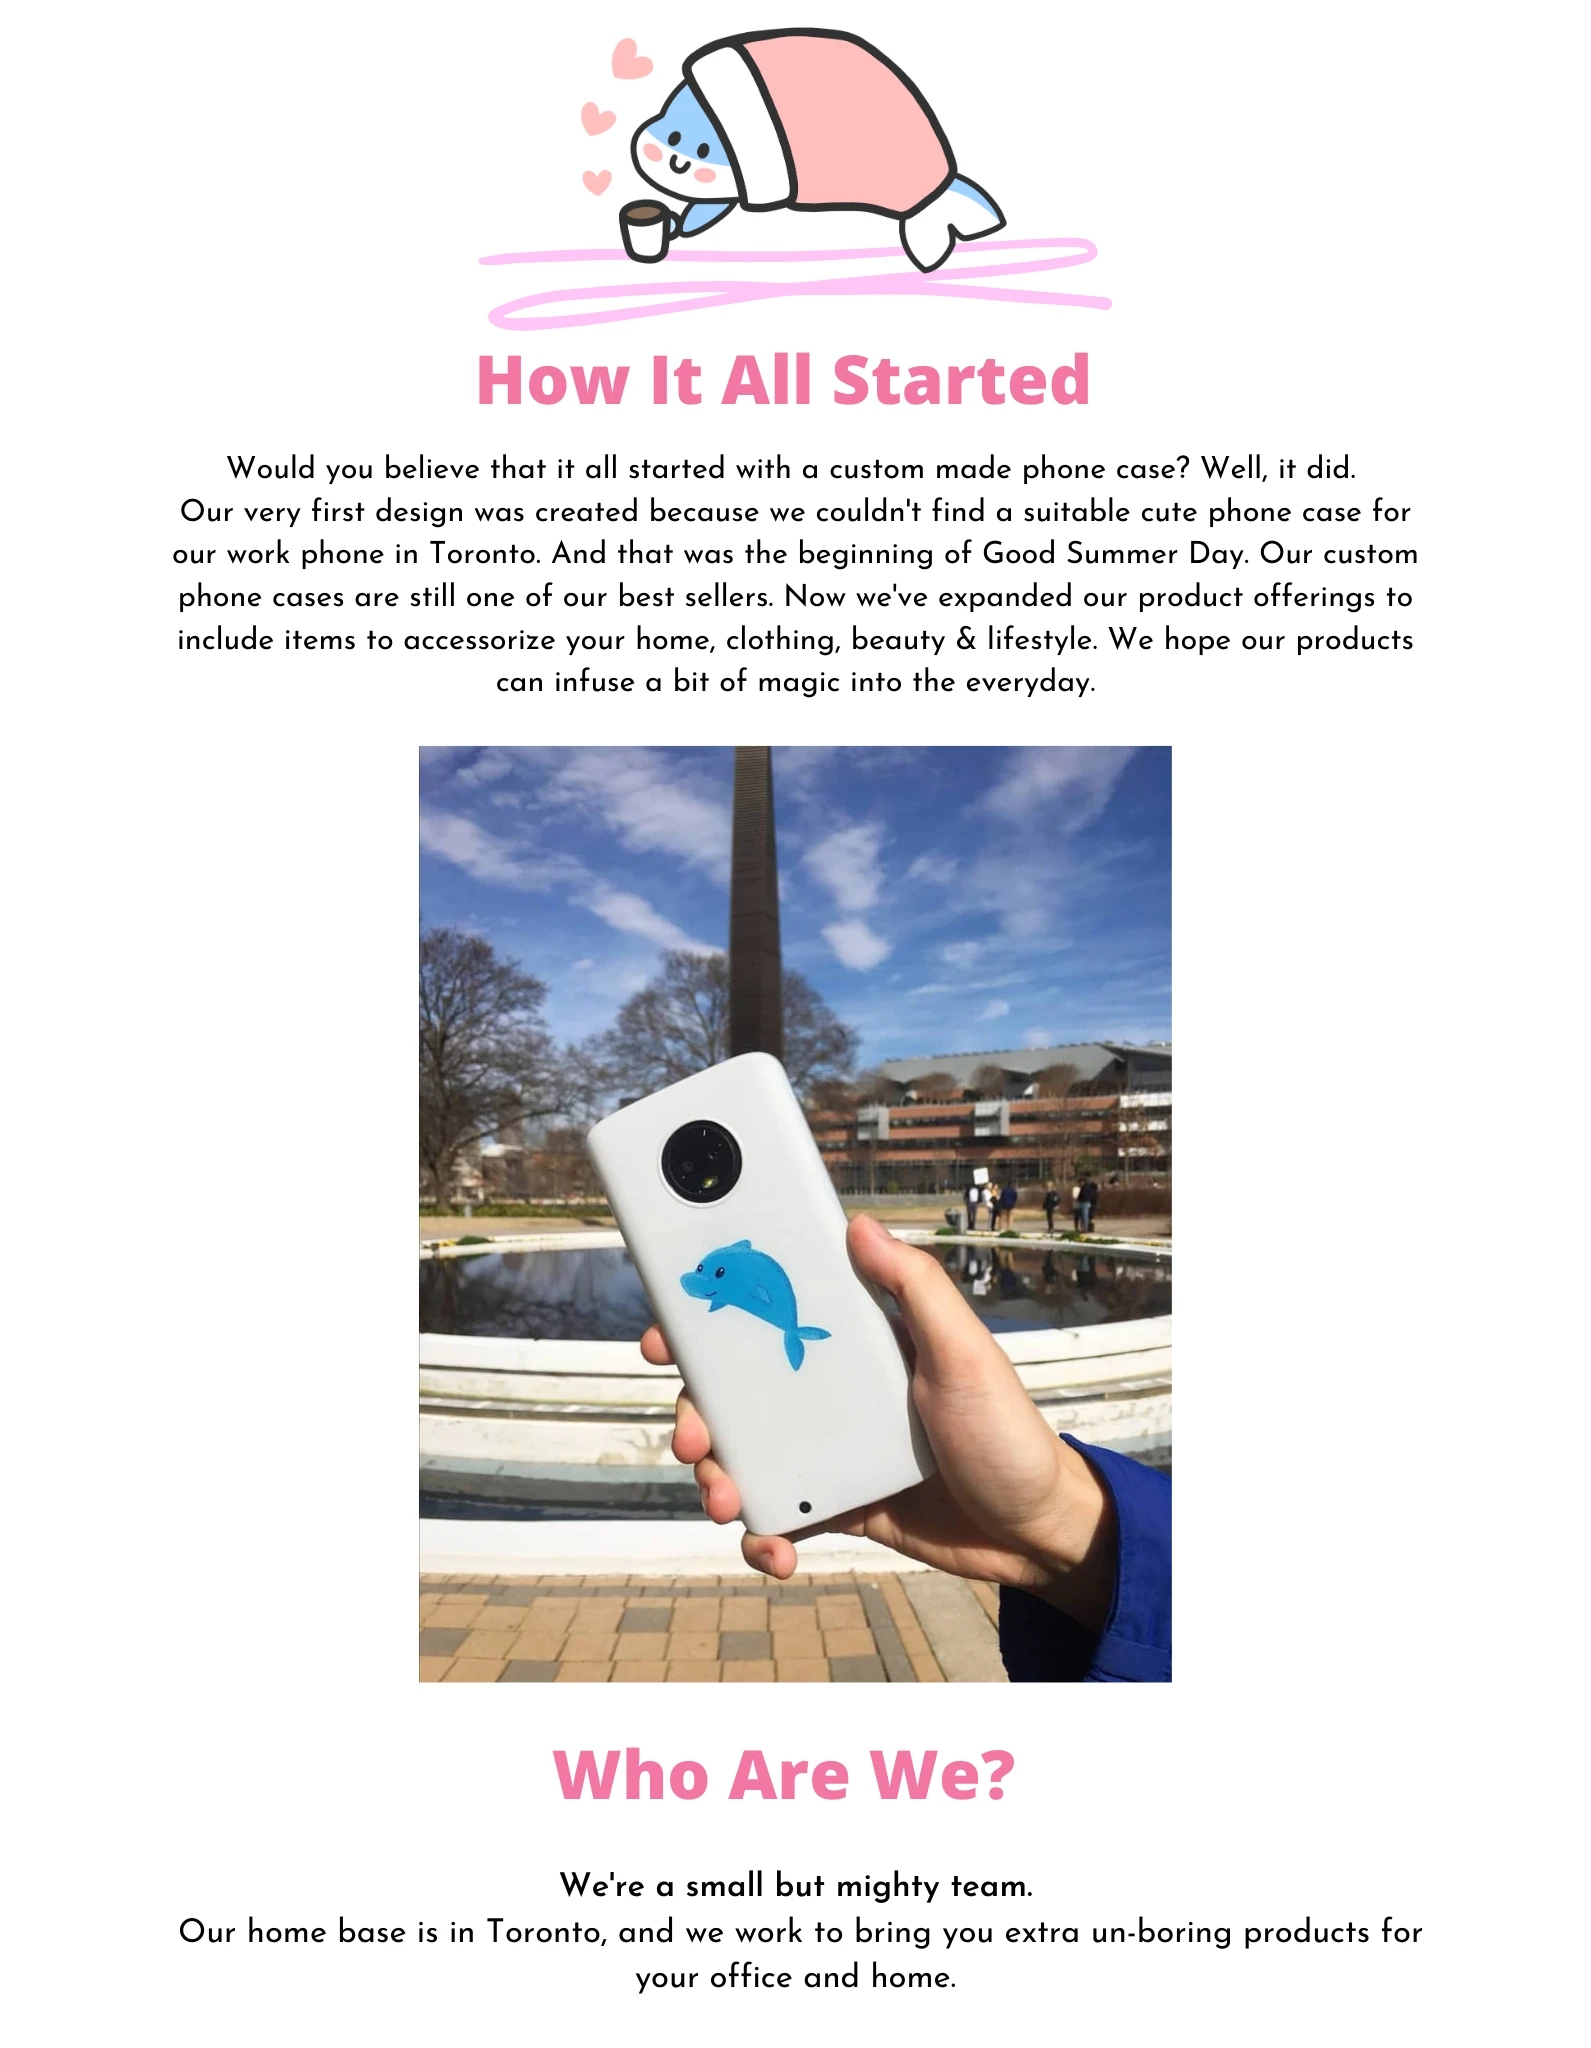 How It All Started
Would you believe that it all started with a custom made phone case? Well, it did.
Our very first design was created because we couldn't find a suitable cute phone case for
our work phone in Toronto. And that was the beginning of Good Summer Day. Our custom
phone cases are still one of our best sellers. Now we've expanded our product offerings to
include items to accessorize your home, clothing, beauty & lifestyle. We hope our products
can infuse a bit of magic into the everyday.
Who Are We?
We're a small but mighty team.
Our home base is in Toronto, and we work to bring you extra un-boring products for
your office and home.